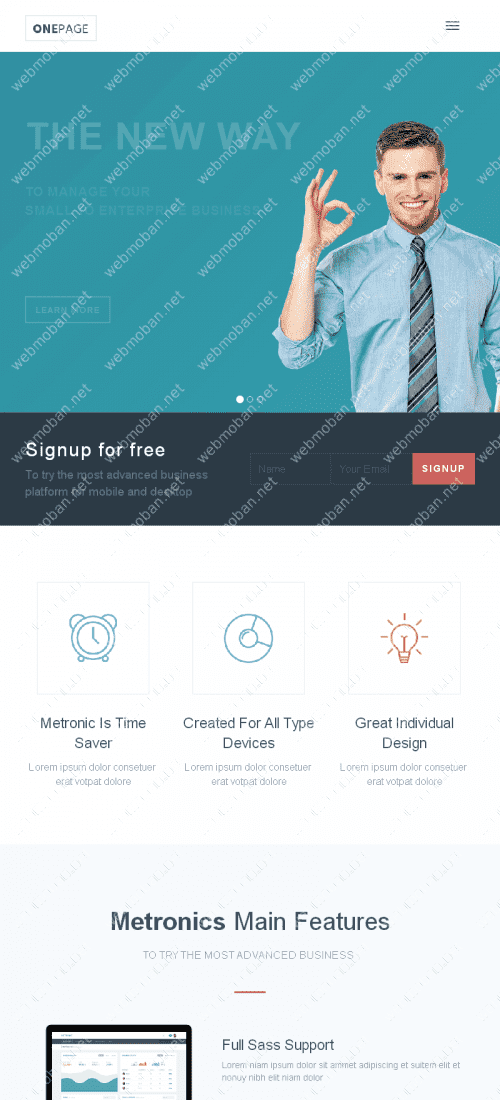 ONEPAGE
THE NEW WAY
TO MANAGE YOUR
SMALL TO ENTERPRISE BUSINESS
LEARN MORE
Signup for free
To try the most advanced business
platform for mobile and desktop
Name
Your Email
SIGNUP
Metronic Is Time
Saver
Lorem ipsum dolor consetuer
erat votpat dolore
Created For All Type
Devices
Lorem ipsum dolor consetuer
erat votpat dolore
Great Individual
Design
Lorem ipsum dolor consetuer
erat votpat dolore
Metronics Main Features
TO TRY THE MOST ADVANCED BUSINESS
Full Sass Support
Lorem niam ipsum dolor sit ammet adipiscing et suitem elit et
nonuy nibh elit niam dolor
webmoban.net